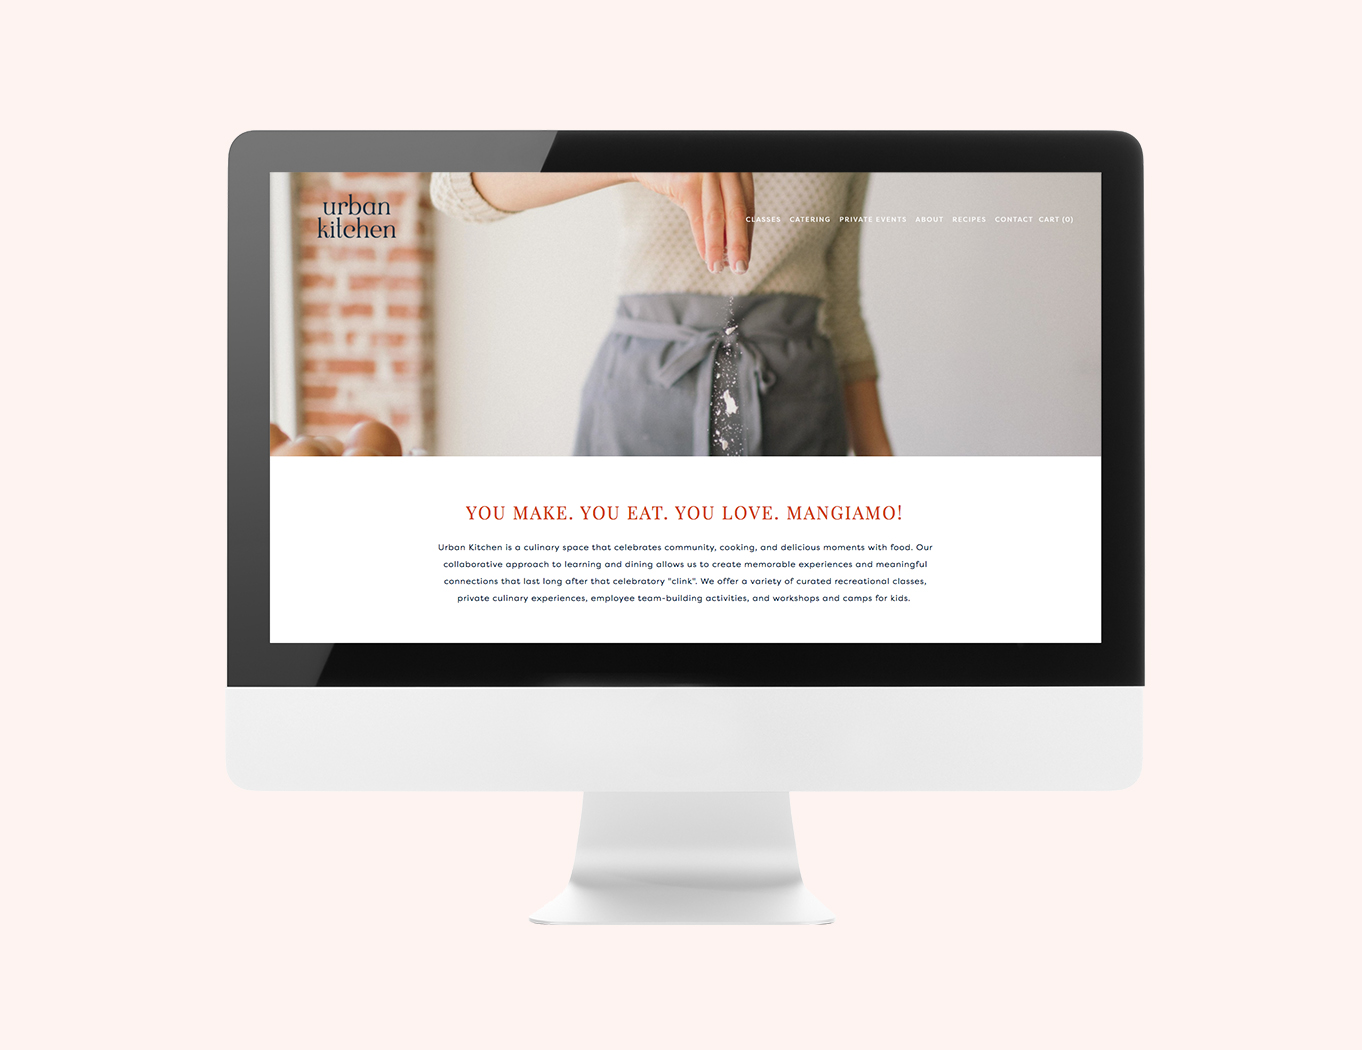 urban
kitchen
CLASSES CATERING PRIVATE EVENTS ABOUT RECIPES CONTACT CART (0)
YOU MAKE. YOU EAT. YOU LOVE. MANGIAMO!
Urban Kitchen is a culinary space that celebrates community, cooking, and delicious moments with food. Our
collaborative approach to learning and dining allows us to create memorable experiences and meaningful
connections that last long after that celebratory "clink". We offer a variety of curated recreational classes,
private culinary experiences, employee team-building activities, and workshops and camps for kids.